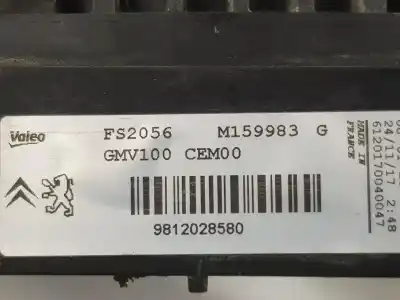 Valeo FS2056 M159983 G
GMV100 CEM00
9812028580
MADE IN
FRANCE
24/11/17 2:48
6120170040047